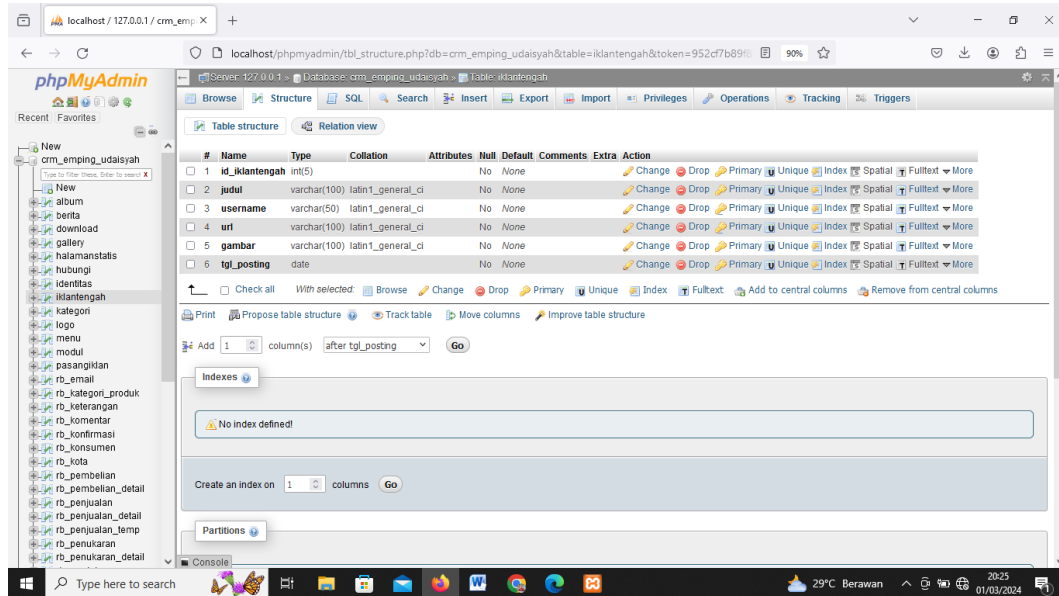 localhost / 127.0.0.1 / crm_emp
localhost/phpmyadmin/tbl_structure.php?db=crm_emping_udaisyah&table=iklantengah&token=952cf7b89f6
90%
phpMyAdmin
Recent Favorites
New
crm_emping_udaisyah
Type to filter these, Enter to search X
New
album
berita
download
gallery
halamanstatis
hubungi
identitas
iklantengah
kategori
logo
menu
modul
pasangiklan
rb_email
rb_kategori_produk
rb_keterangan
rb_komentar
rb_konfirmasi
rb_konsumen
rb_kota
rb_pembelian
rb_pembelian_detail
rb_penjualan
rb_penjualan_detail
rb_penjualan_temp
rb_penukaran
rb_penukaran_detail
Server: 127.0.0.1 » Database: crm_emping_udaisyah » Table: iklantengah
Browse Structure SQL Search Insert Export Import Privileges Operations Tracking Triggers
Table structure Relation view
# Name Type Collation Attributes Null Default Comments Extra Action
1 id_iklantengah int(5) No None Change Drop Primary Unique Index Spatial Fulltext More
2 judul varchar(100) latin1_general_ci No None Change Drop Primary Unique Index Spatial Fulltext More
3 username varchar(50) latin1_general_ci No None Change Drop Primary Unique Index Spatial Fulltext More
4 url varchar(100) latin1_general_ci No None Change Drop Primary Unique Index Spatial Fulltext More
5 gambar varchar(100) latin1_general_ci No None Change Drop Primary Unique Index Spatial Fulltext More
6 tgl_posting date No None Change Drop Primary Unique Index Spatial Fulltext More
Check all With selected: Browse Change Drop Primary Unique Index Fulltext Add to central columns Remove from central columns
Print Propose table structure Track table Move columns Improve table structure
Add 1 column(s) after tgl_posting Go
Indexes
No index defined!
Create an index on 1 columns Go
Partitions
Console
Type here to search
29°C Berawan
20:25
01/03/2024